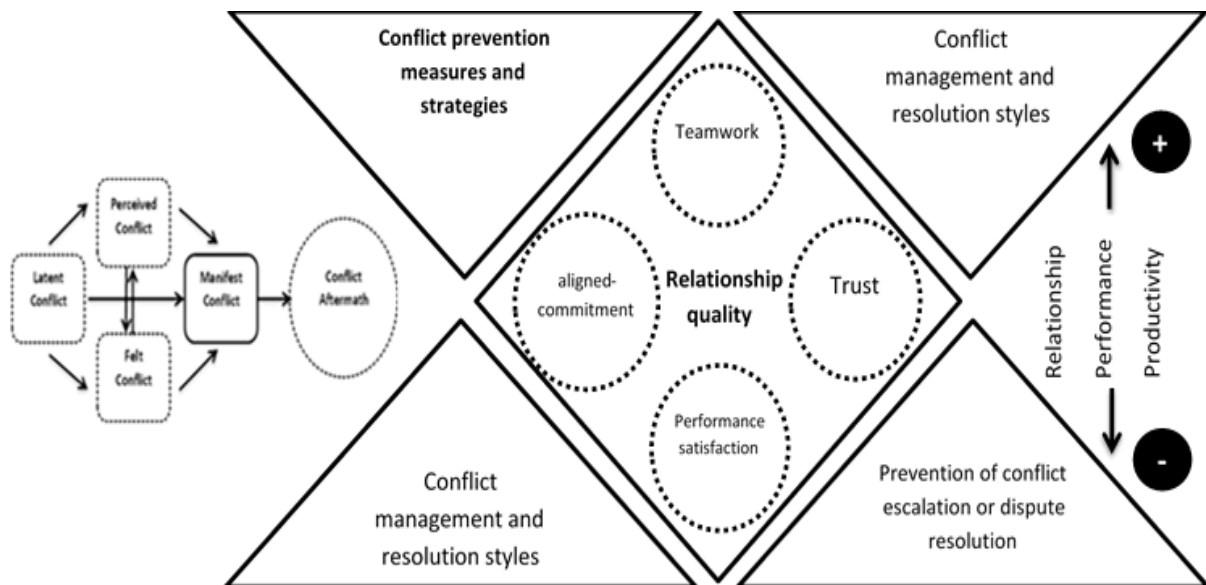 Conflict prevention
measures and
strategies
Conflict
management and
resolution styles
Teamwork
+
Perceived
Conflict
Latent
Conflict
Manifest
Conflict
Conflict
Aftermath
Felt
Conflict
aligned-
commitment
Relationship
quality
Trust
Relationship
Performance
Productivity
Performance
satisfaction
-
Conflict
management and
resolution styles
Prevention of conflict
escalation or dispute
resolution